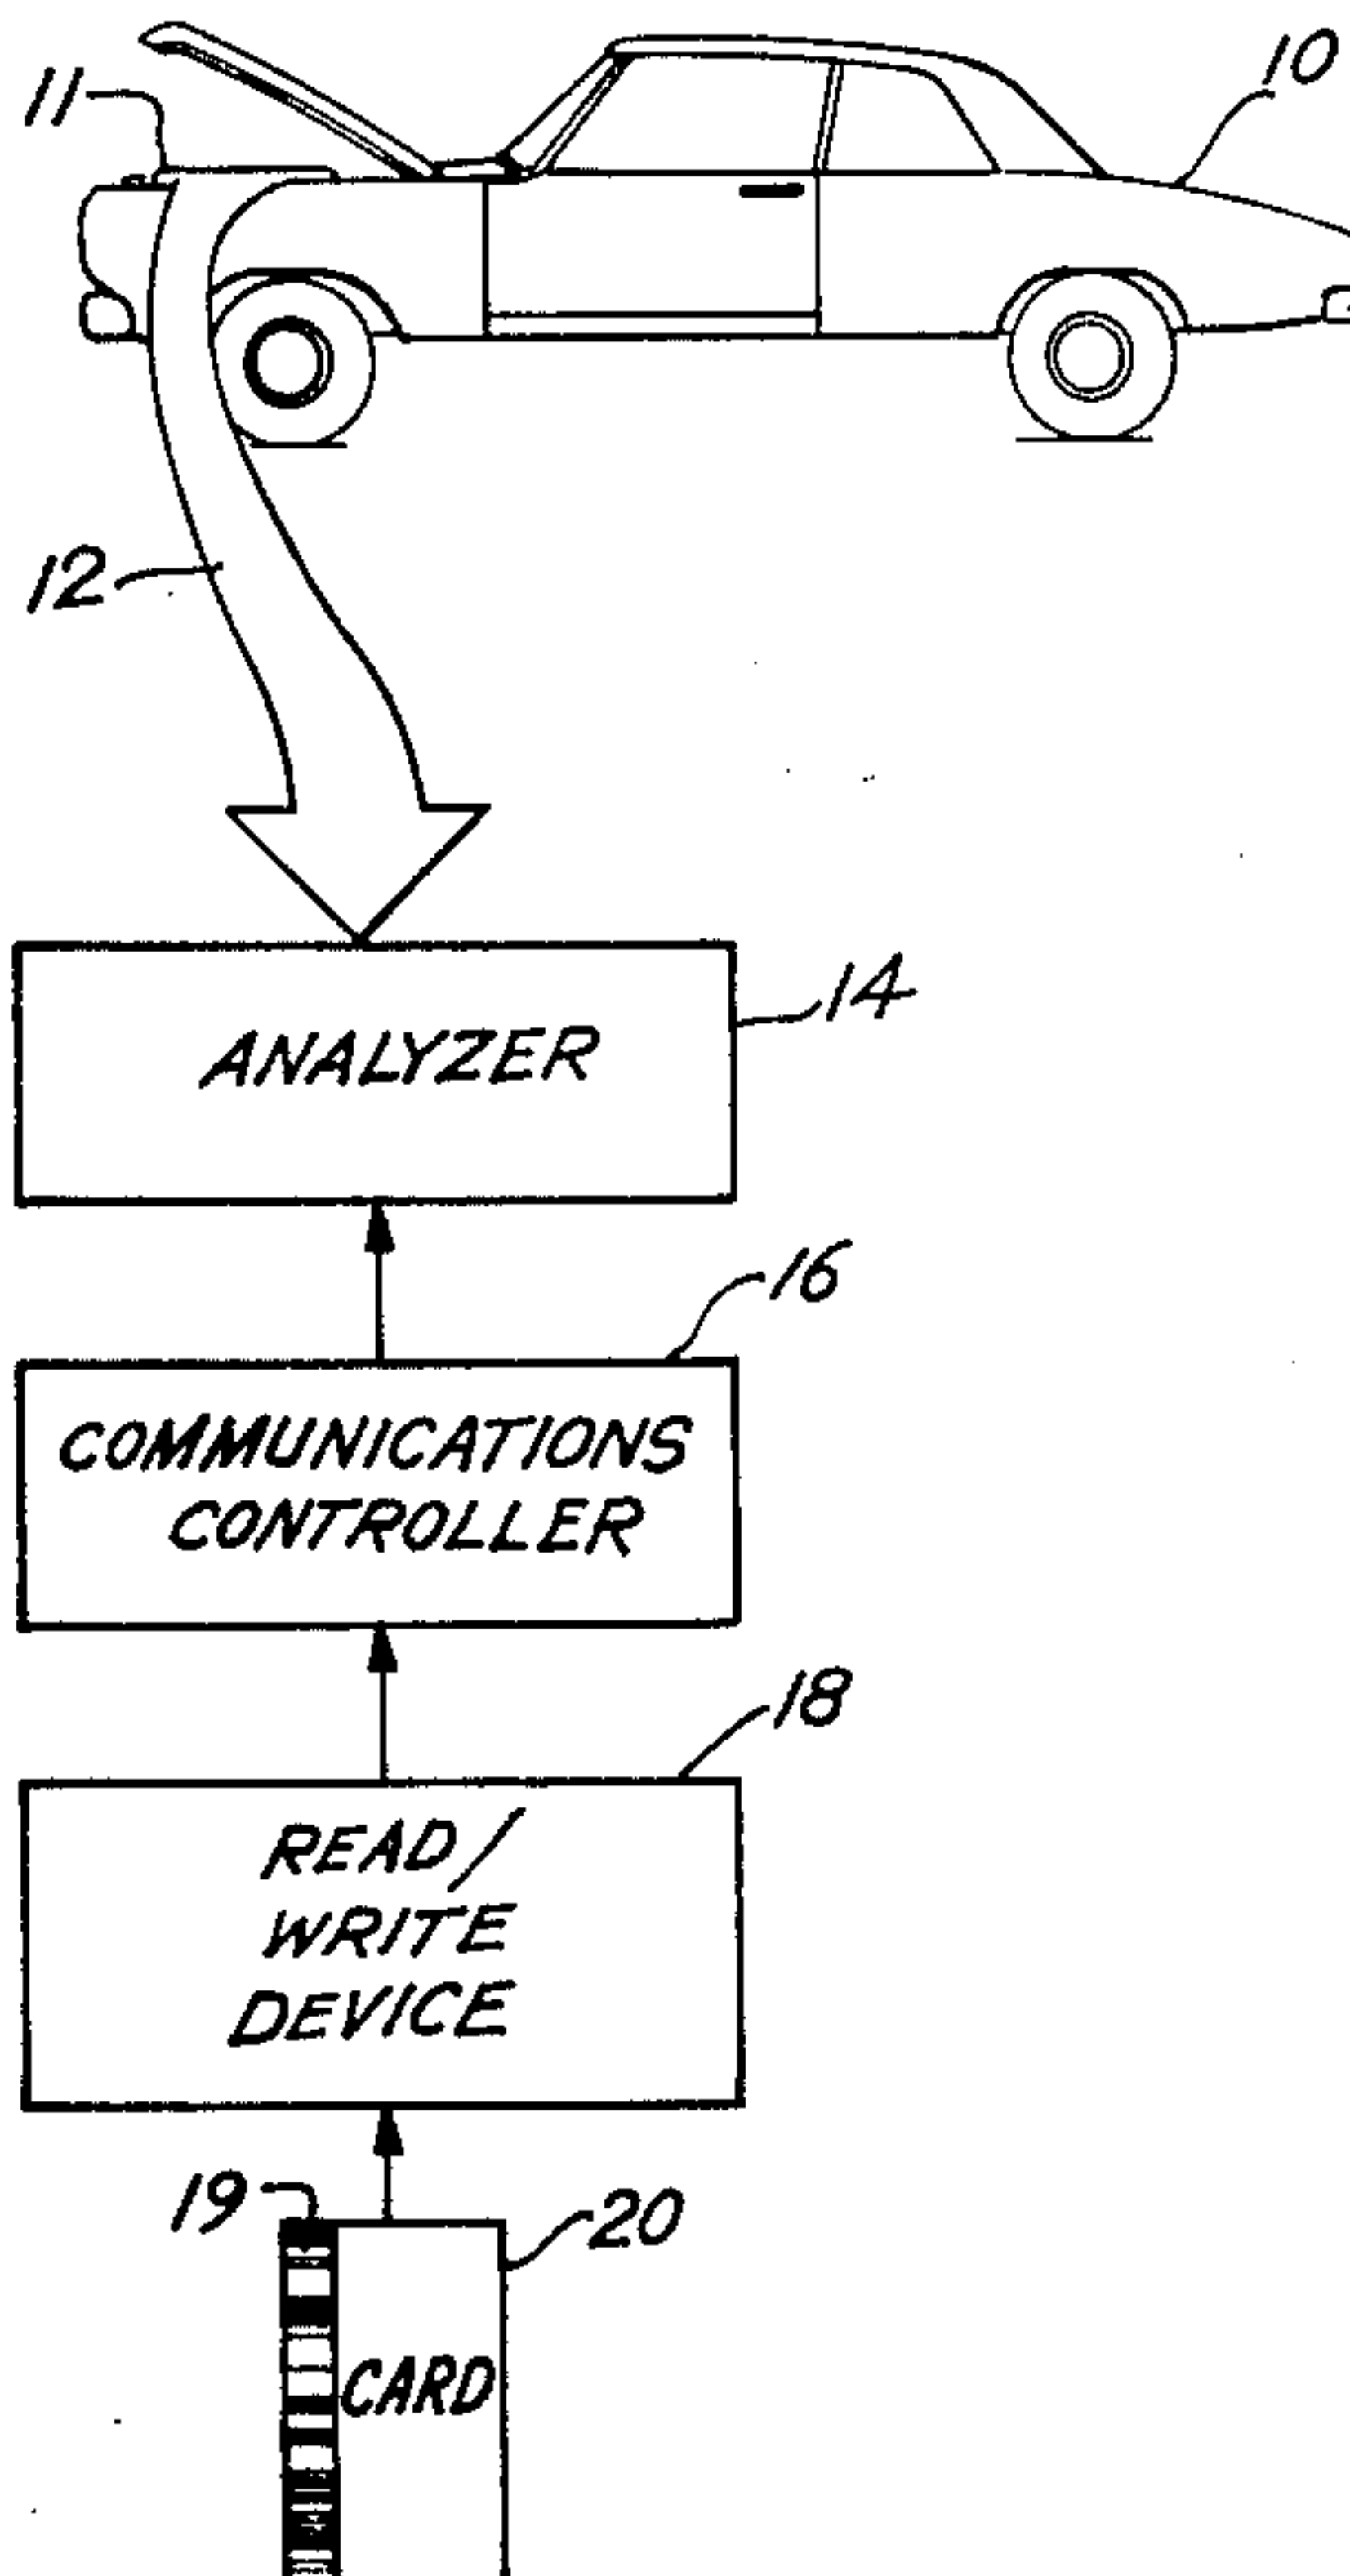 10
11
12
14
ANALYZER
16
COMMUNICATIONS
CONTROLLER
18
READ/
WRITE
DEVICE
19
20
CARD